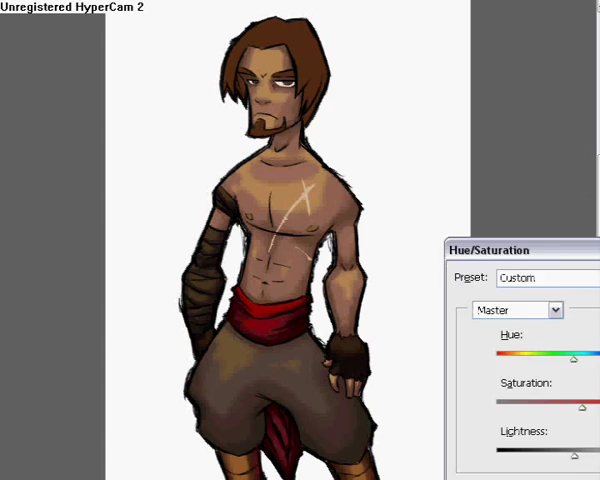 Unregistered HyperCam 2
Hue/Saturation
Preset: Custom
Master
Hue:
Saturation:
Lightness: